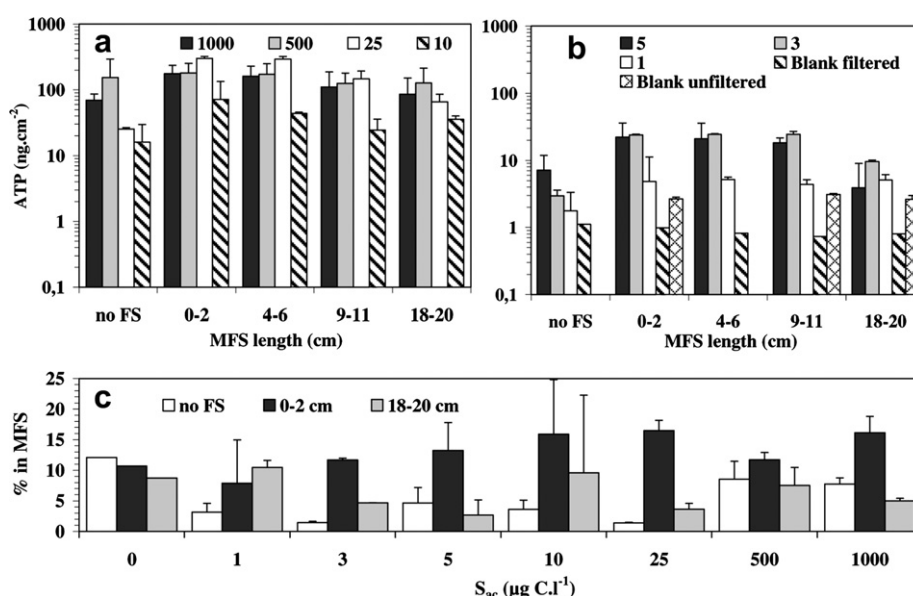 a
1000 500 25 10
1000
100
10
1
0,1
ATP (ng.cm-2)
no FS 0-2 4-6 9-11 18-20
MFS length (cm)
b
5 3
1 Blank filtered
Blank unfiltered
1000
100
10
1
0,1
no FS 0-2 4-6 9-11 18-20
MFS length (cm)
c
no FS 0-2 cm 18-20 cm
25
20
15
10
5
0
% in MFS
0 1 3 5 10 25 500 1000
Sac (µg C.l-1)